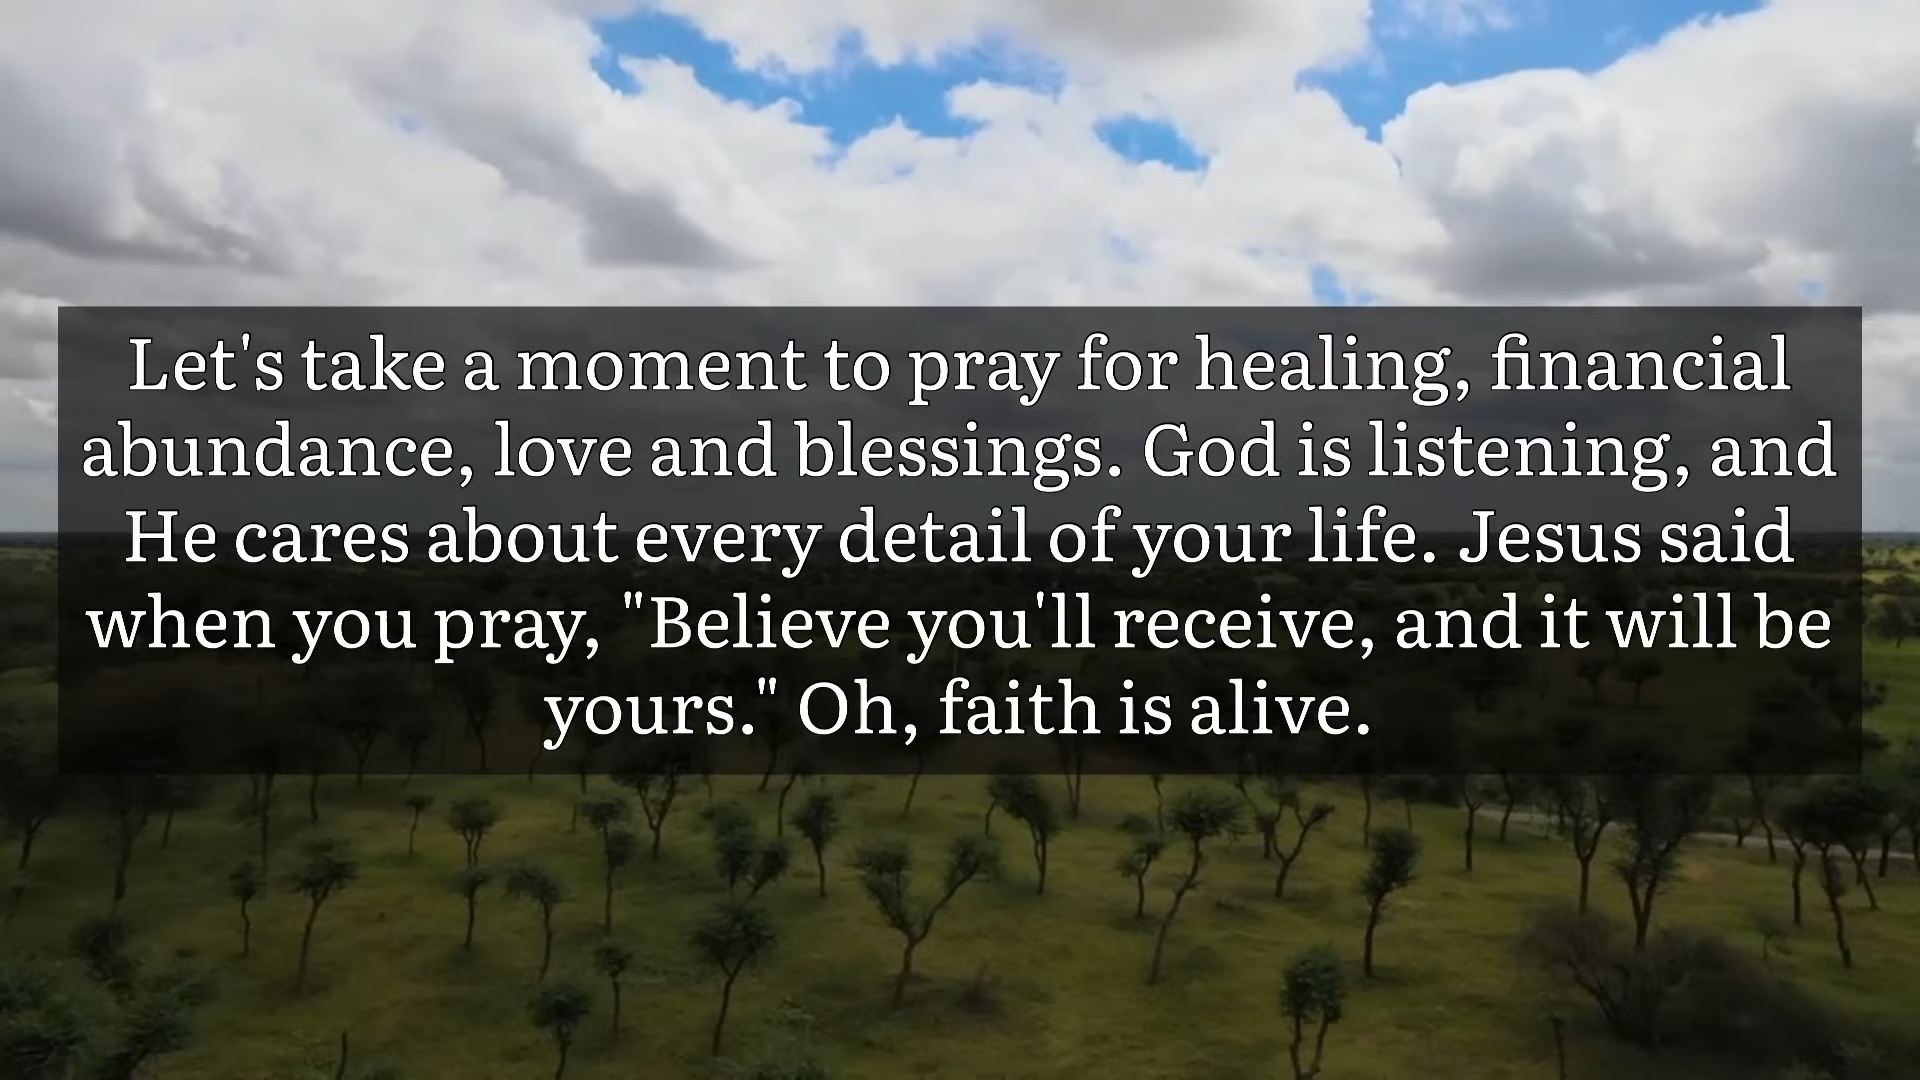 Let's take a moment to pray for healing, financial
abundance, love and blessings. God is listening, and
He cares about every detail of your life. Jesus said
when you pray, "Believe you'll receive, and it will be
yours." Oh, faith is alive.